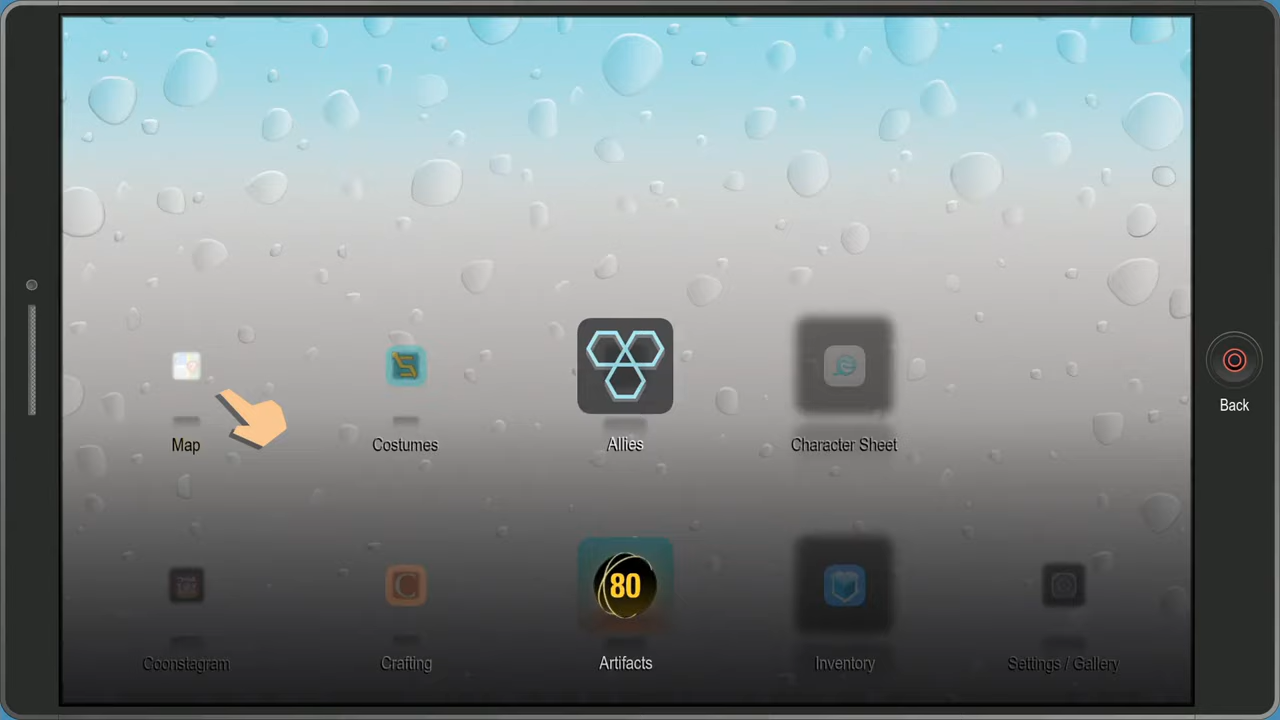 Back
Map
Costumes
Allies
Character Sheet
C
80
Coonstagram
Crafting
Artifacts
Inventory
Settings / Gallery